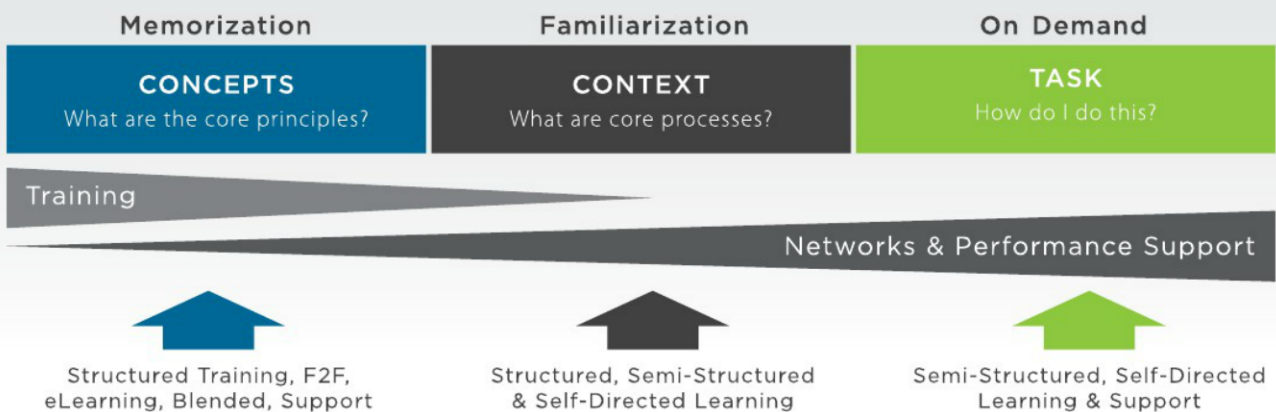 Memorization
Familiarization
On Demand
CONCEPTS
What are the core principles?
CONTEXT
What are core processes?
TASK
How do I do this?
Training
Networks & Performance Support
Structured Training, F2F,
eLearning, Blended, Support
Structured, Semi-Structured
& Self-Directed Learning
Semi-Structured, Self-Directed
Learning & Support